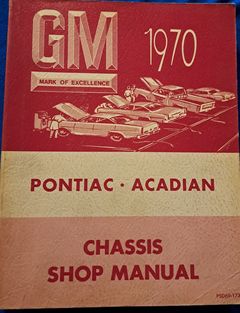 GM
1970
MARK OF EXCELLENCE
PONTIAC · ACADIAN
CHASSIS
SHOP MANUAL